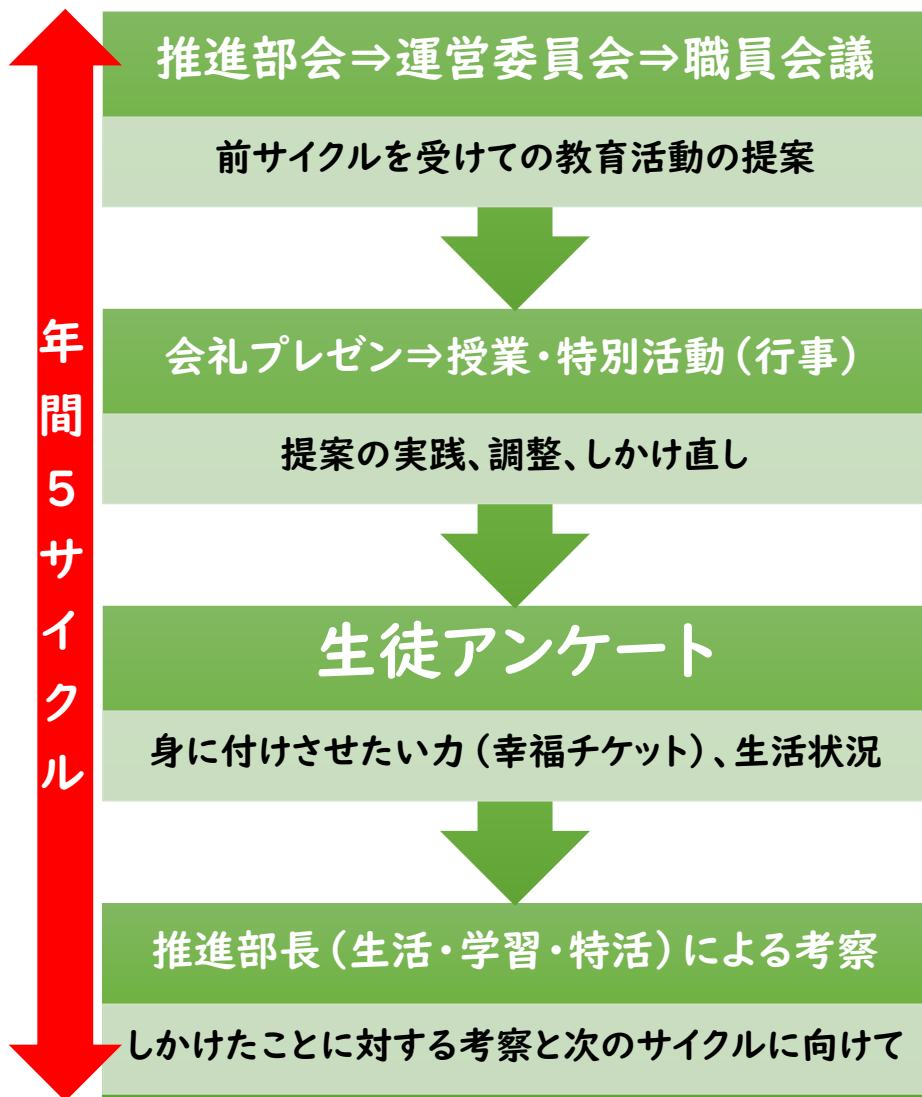 年間5サイクル
推進部会⇒運営委員会⇒職員会議
前サイクルを受けての教育活動の提案
会礼プレゼン⇒授業・特別活動（行事）
提案の実践、調整、しかけ直し
生徒アンケート
身に付けさせたい力（幸福チケット）、生活状況
推進部長（生活・学習・特活）による考察
しかけたことに対する考察と次のサイクルに向けて